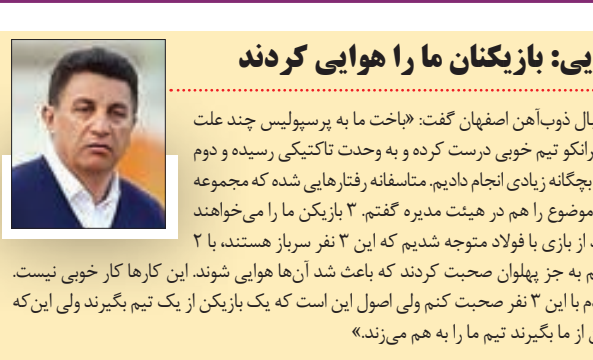 یی: بازیکنان ما را هوایی کردند
بال ذوب‌آهن اصفهان گفت: «باخت ما به پرسپولیس چند علت
رانکو تیم خوبی درست کرده و به وحدت تاکتیکی رسیده و دوم
بچگانه زیادی انجام دادیم. متاسفانه رفتارهایی شده که مجموعه
موضوع را هم در هیئت مدیره گفتم. ۳ بازیکن ما را می‌خواهند
د از بازی با فولاد متوجه شدیم که این ۳ نفر سرباز هستند، با ۲
م به جز پهلوان صحبت کردند که باعث شد آن‌ها هوایی شوند. این کارها کار خوبی نیست.
دم با این ۳ نفر صحبت کنم ولی اصول این است که یک بازیکن از یک تیم بگیرند ولی این‌که
ی از ما بگیرند تیم ما را به هم می‌زند.»